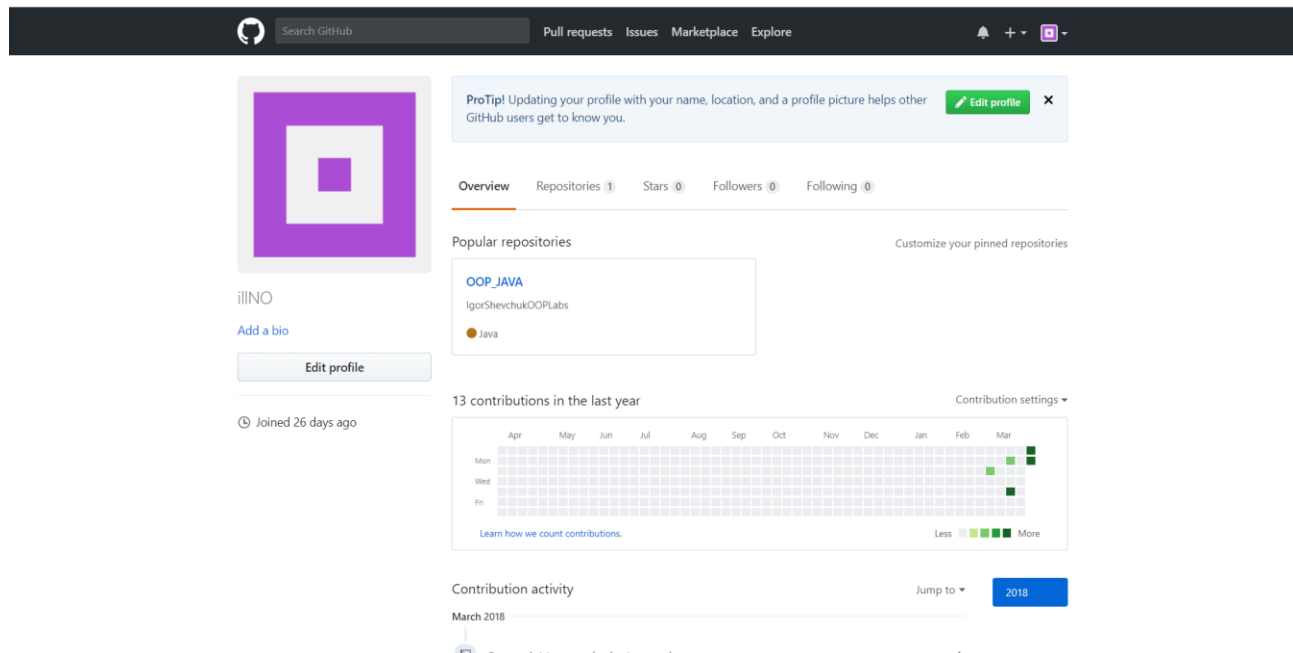 Search GitHub
Pull requests Issues Marketplace Explore
ProTip! Updating your profile with your name, location, and a profile picture helps other
GitHub users get to know you.
Edit profile
Overview Repositories 1 Stars 0 Followers 0 Following 0
Popular repositories
Customize your pinned repositories
OOP_JAVA
IgorShevchukOOPLabs
Java
illNO
Add a bio
Edit profile
Joined 26 days ago
13 contributions in the last year
Contribution settings
Apr May Jun Jul Aug Sep Oct Nov Dec Jan Feb Mar
Mon
Wed
Fri
Learn how we count contributions.
Less More
Contribution activity
Jump to
2018
March 2018